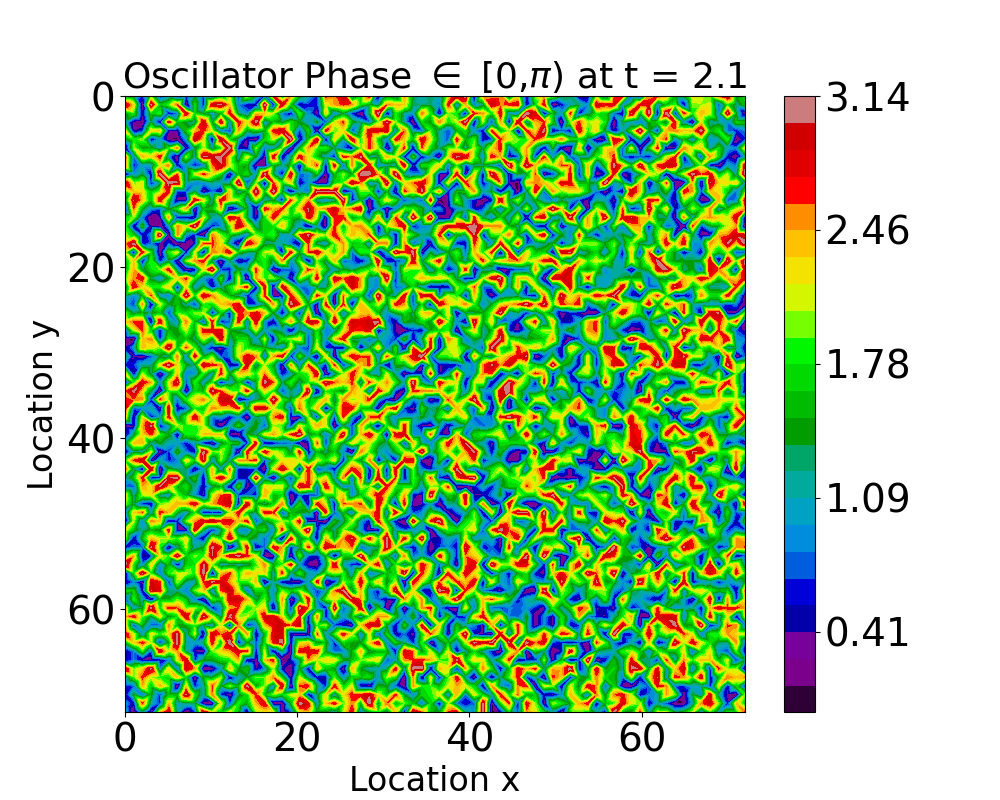 Oscillator Phase ∈ [0,π) at t = 2.1
0
20
40
60
Location y
0 20 40 60
Location x
3.14
2.46
1.78
1.09
0.41